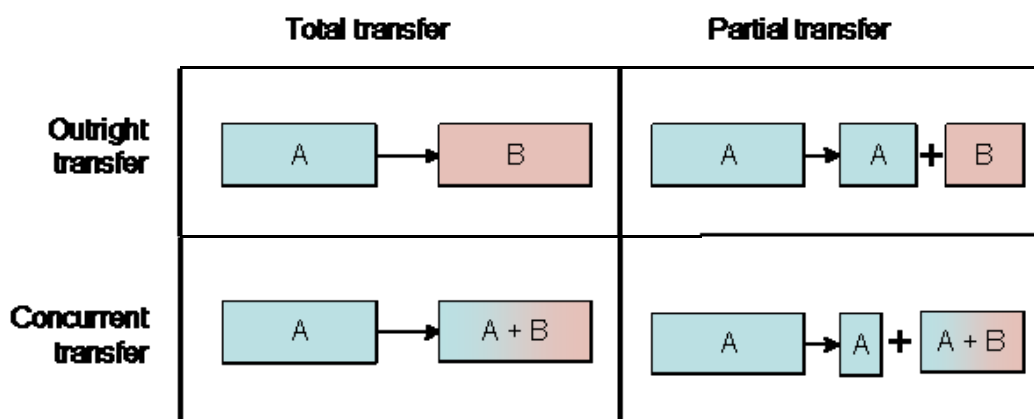 Total transfer
Partial transfer
Outright
transfer
A
B
A
A
+
B
Concurrent
transfer
A
A + B
A
A
+
A + B